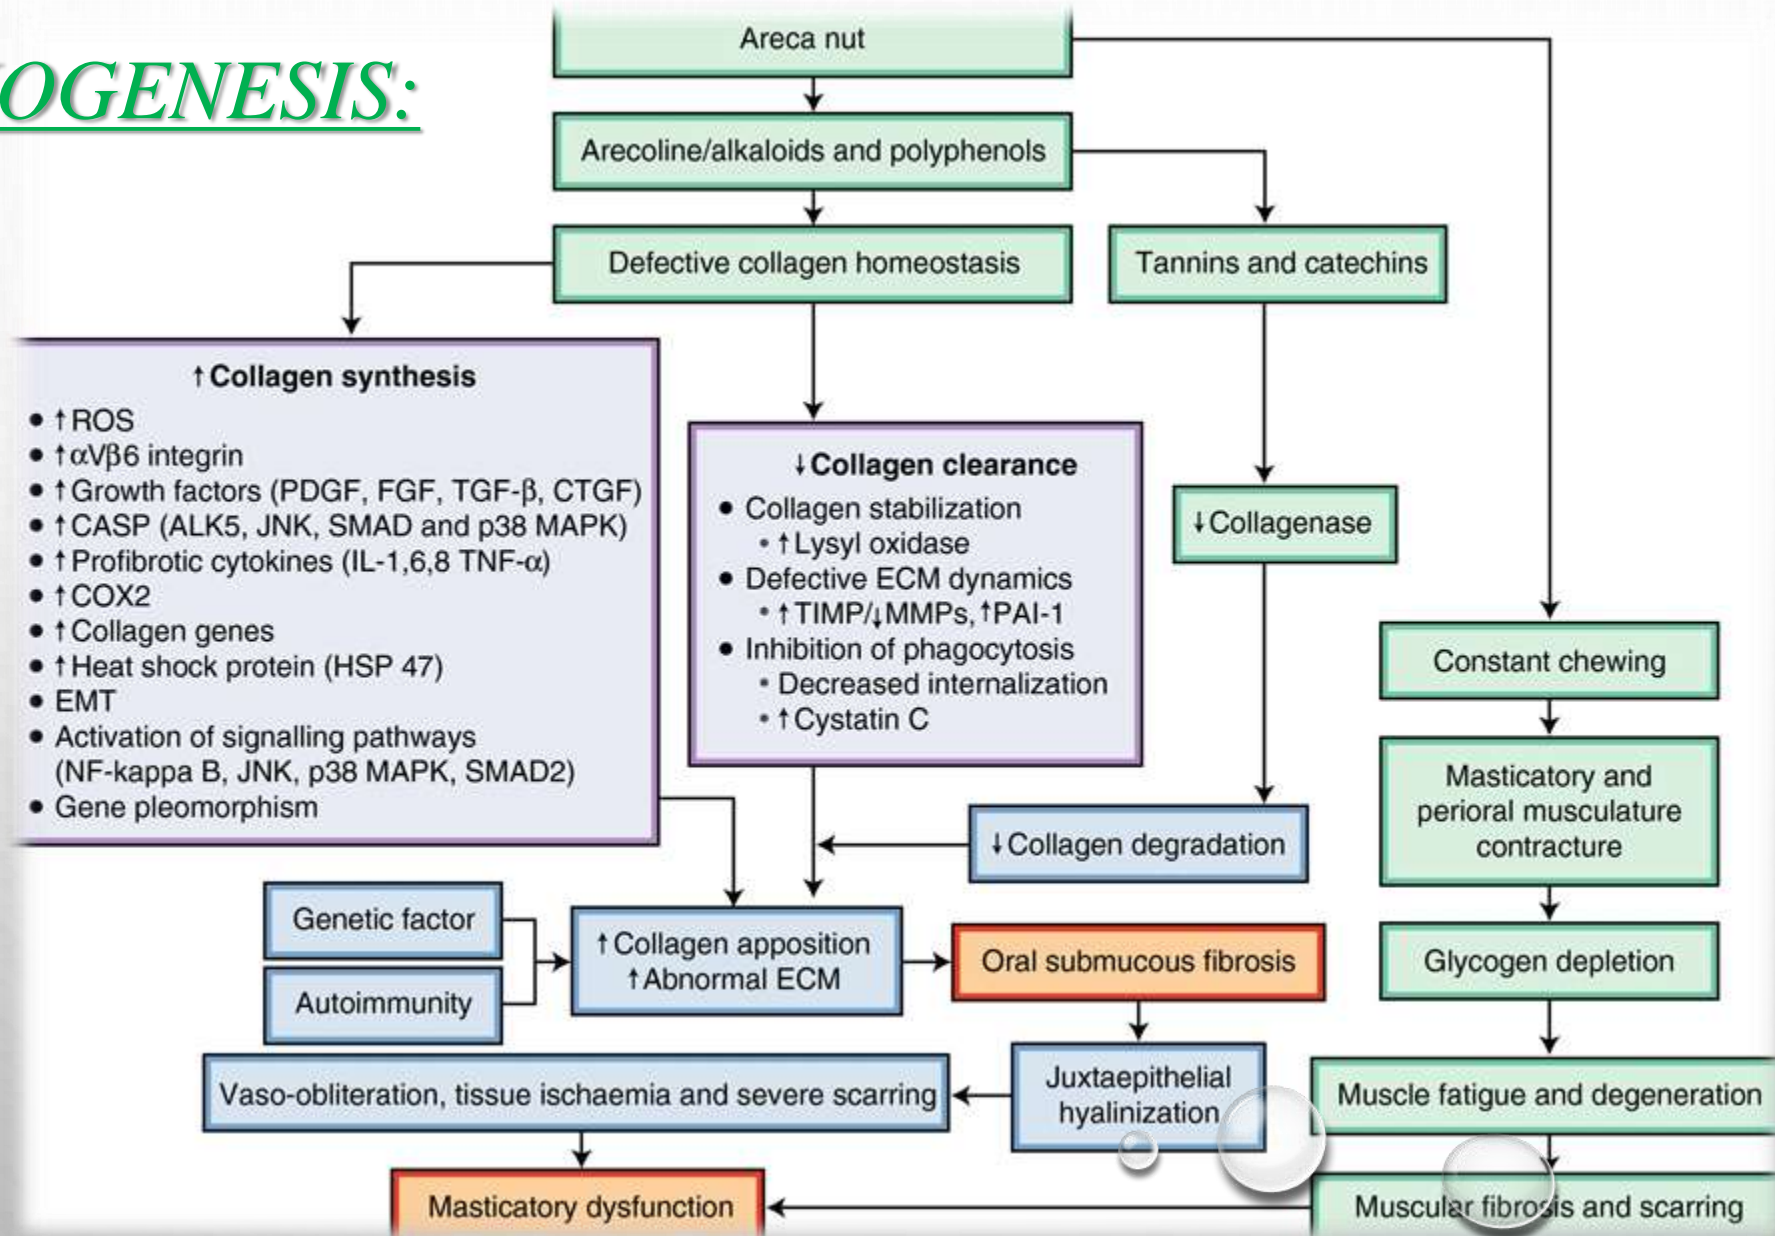 OGENESIS:
Areca nut
Arecoline/alkaloids and polyphenols
Defective collagen homeostasis
Tannins and catechins
↑Collagen synthesis
• ↑ROS
• ↑αVβ6 integrin
• ↑Growth factors (PDGF, FGF, TGF-β, CTGF)
• ↑CASP (ALK5, JNK, SMAD and p38 MAPK)
• ↑Profibrotic cytokines (IL-1,6,8 TNF-α)
• ↑COX2
• ↑Collagen genes
• ↑Heat shock protein (HSP 47)
• EMT
• Activation of signalling pathways
(NF-kappa B, JNK, p38 MAPK, SMAD2)
• Gene pleomorphism
↓Collagen clearance
• Collagen stabilization
• ↑Lysyl oxidase
• Defective ECM dynamics
• ↑TIMP/↓MMPs, ↑PAI-1
• Inhibition of phagocytosis
• Decreased internalization
• ↑Cystatin C
↓Collagenase
↓Collagen degradation
Constant chewing
Masticatory and
perioral musculature
contracture
Glycogen depletion
Genetic factor
Autoimmunity
↑Collagen apposition
↑Abnormal ECM
Oral submucous fibrosis
Juxtaepithelial
hyalinization
Vaso-obliteration, tissue ischaemia and severe scarring
Muscle fatigue and degeneration
Muscular fibrosis and scarring
Masticatory dysfunction